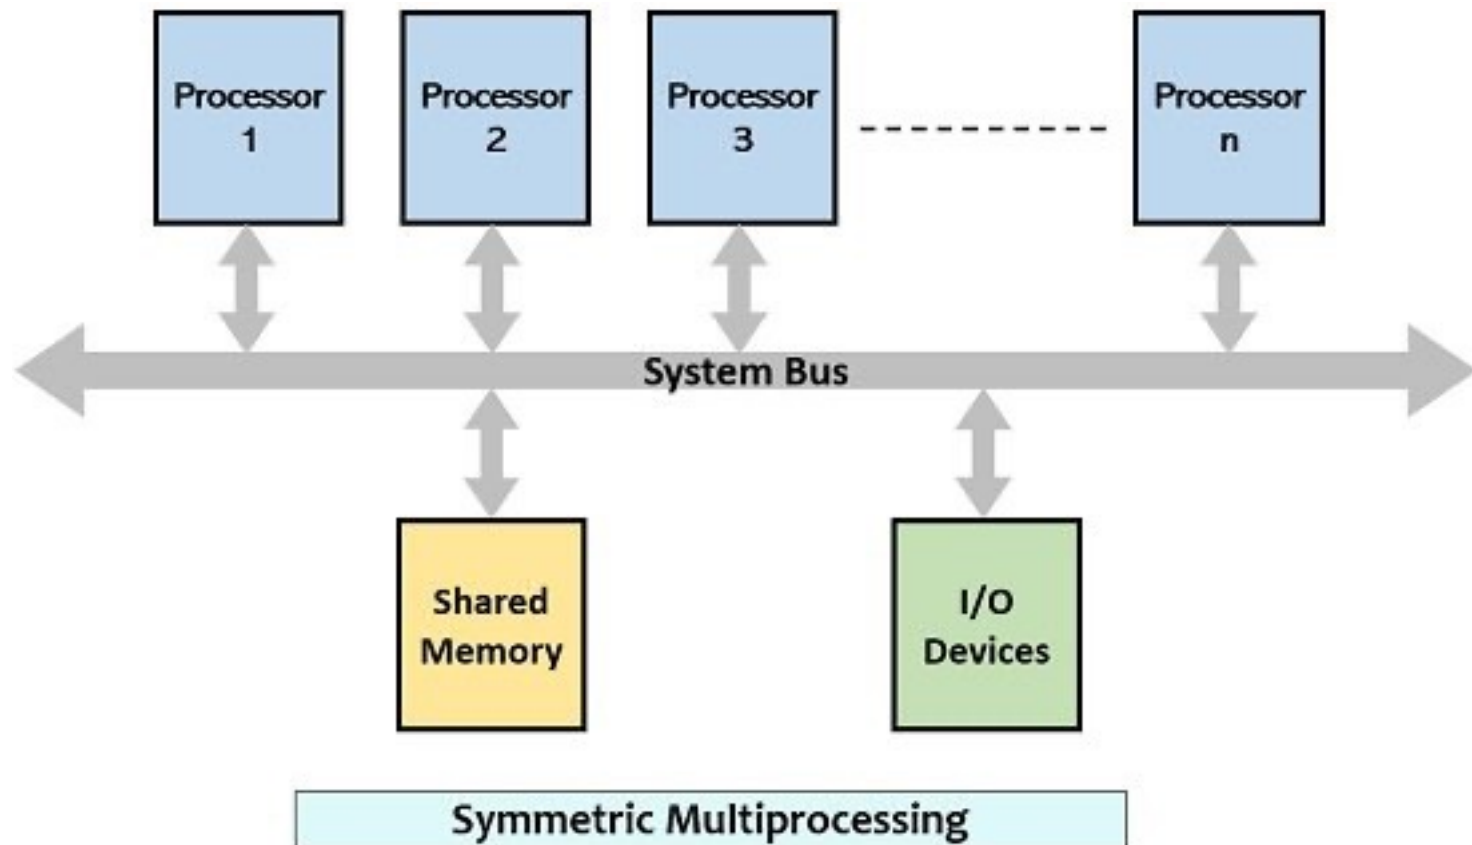 Processor
1
Processor
2
Processor
3
Processor
n
System Bus
Shared
Memory
I/O
Devices
Symmetric Multiprocessing